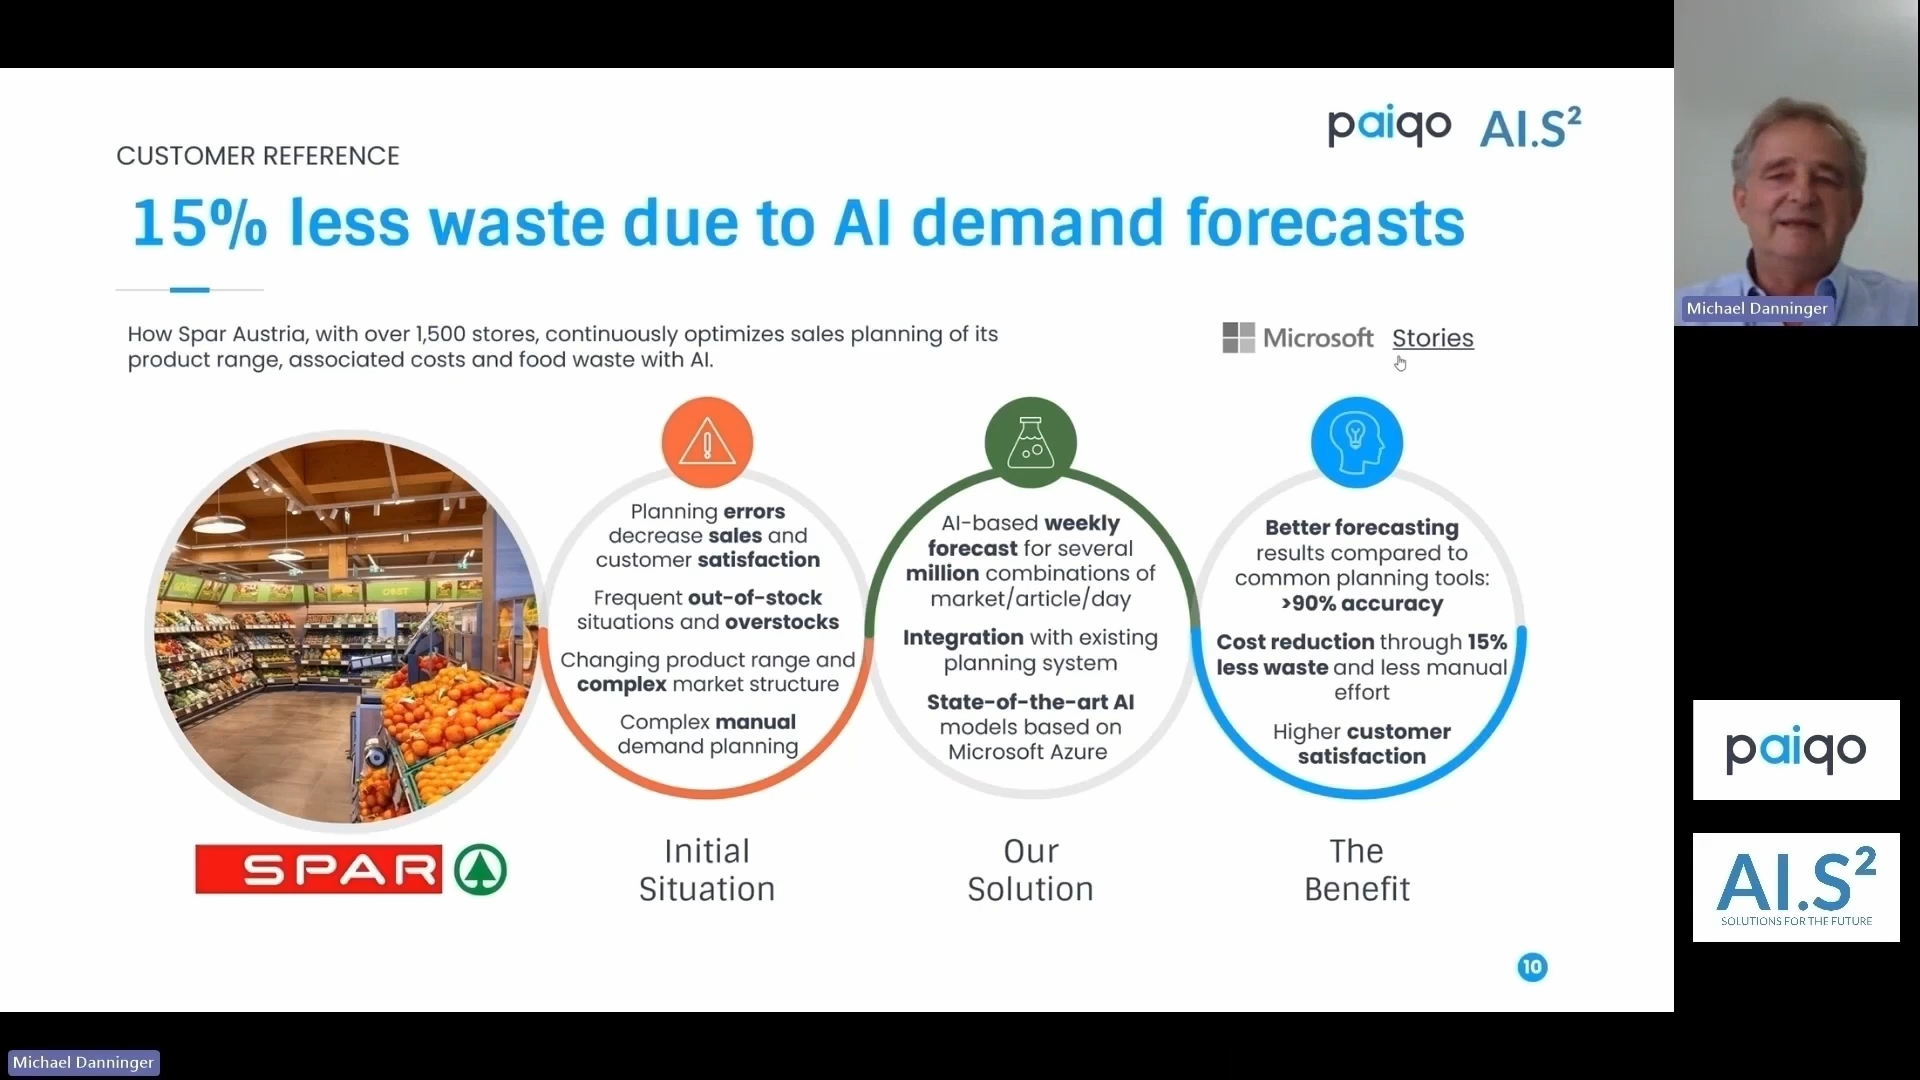 paiqo AI.S²
CUSTOMER REFERENCE
15% less waste due to AI demand forecasts
How Spar Austria, with over 1,500 stores, continuously optimizes sales planning of its
product range, associated costs and food waste with AI.
Microsoft Stories
Michael Danninger
Planning errors
decrease sales and
customer satisfaction
Frequent out-of-stock
situations and overstocks
Changing product range and
complex market structure
Complex manual
demand planning
Initial
Situation
AI-based weekly
forecast for several
million combinations of
market/article/day
Integration with existing
planning system
State-of-the-art AI
models based on
Microsoft Azure
Our
Solution
Better forecasting
results compared to
common planning tools:
>90% accuracy
Cost reduction through 15%
less waste and less manual
effort
Higher customer
satisfaction
The
Benefit
SPAR
paiqo
AI.S²
SOLUTIONS FOR THE FUTURE
10
Michael Danninger